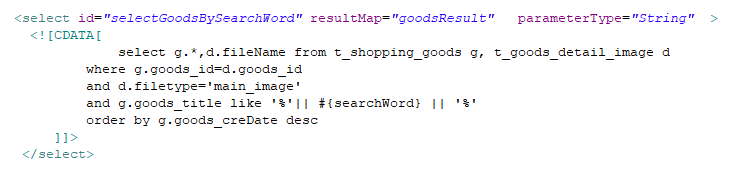 <select id="selectGoodsBySearchWord" resultMap="goodsResult"   parameterType="String"  >
<![CDATA[
select g.*,d.fileName from t_shopping_goods g, t_goods_detail_image d
where g.goods_id=d.goods_id
and d.filetype='main_image'
and g.goods_title like '%'|| #{searchWord} || '%'
order by g.goods_creDate desc
]]>
</select>